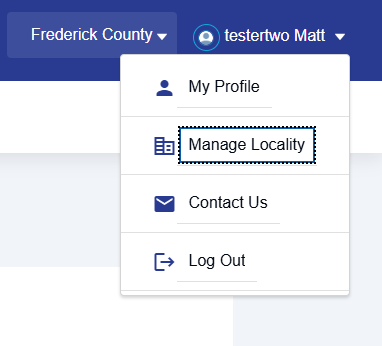 Frederick County
testertwo Matt
My Profile
Manage Locality
Contact Us
Log Out